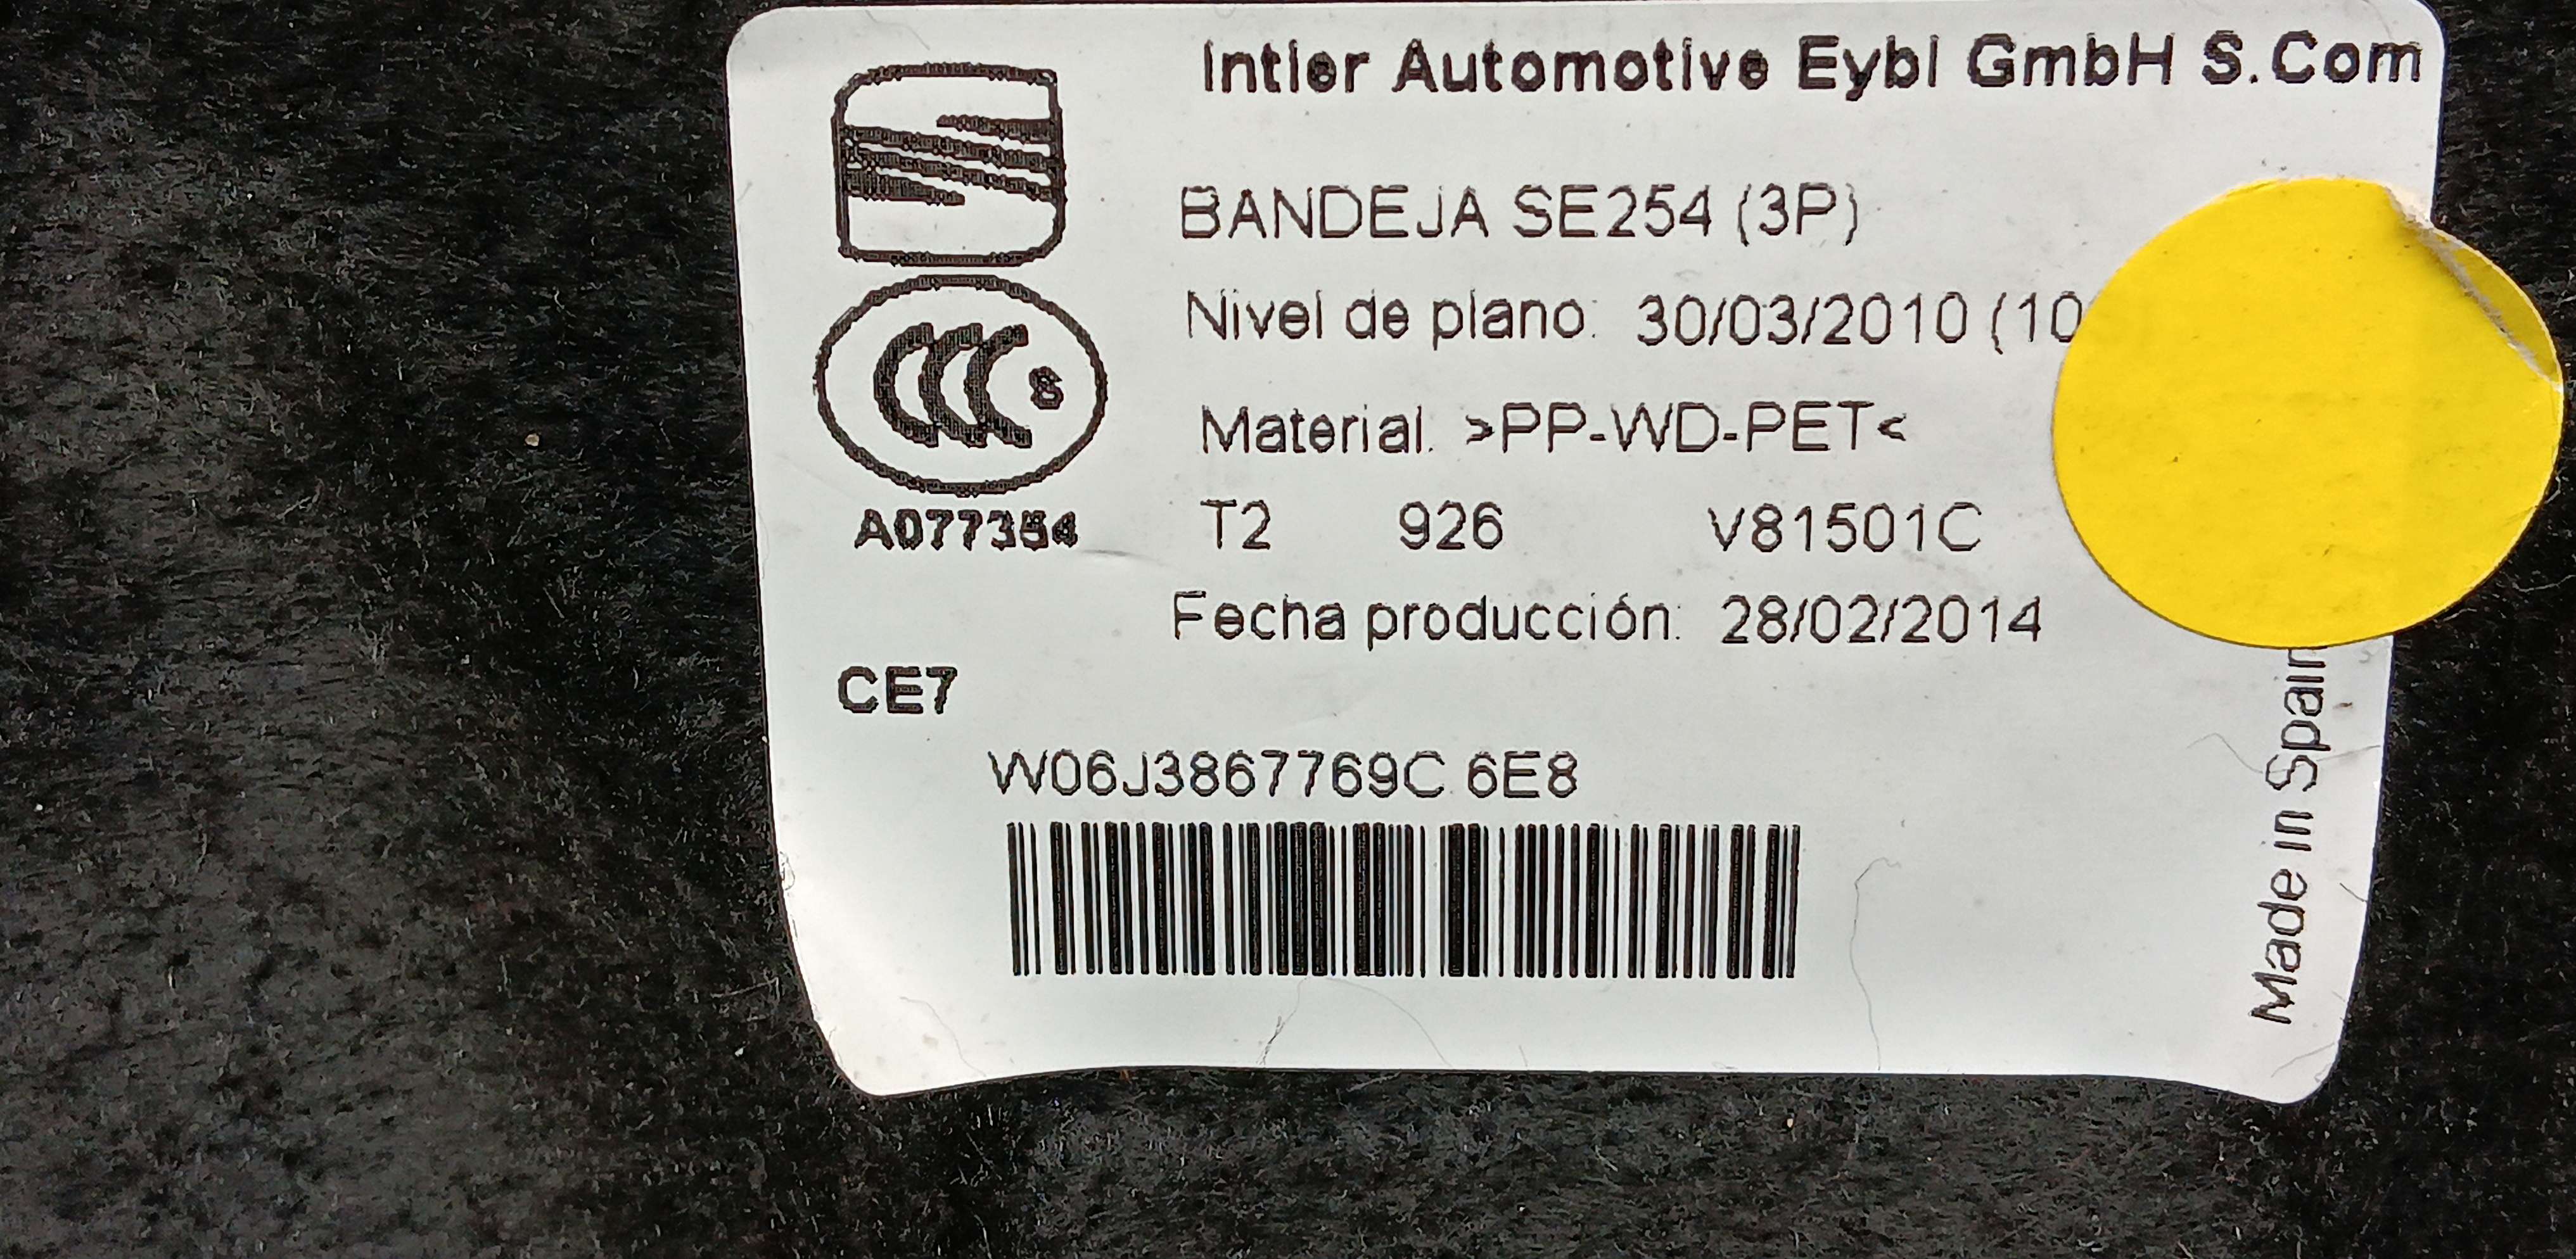 Intier Automotive Eybl GmbH S.Com
BANDEJA SE254 (3P)
Nivel de plano: 30/03/2010 (10
Material: >PP-WD-PET<
S
A077354
T2 926 V81501C
Fecha producción: 28/02/2014
CE7
W06J3867769C 6E8
Made in Spain